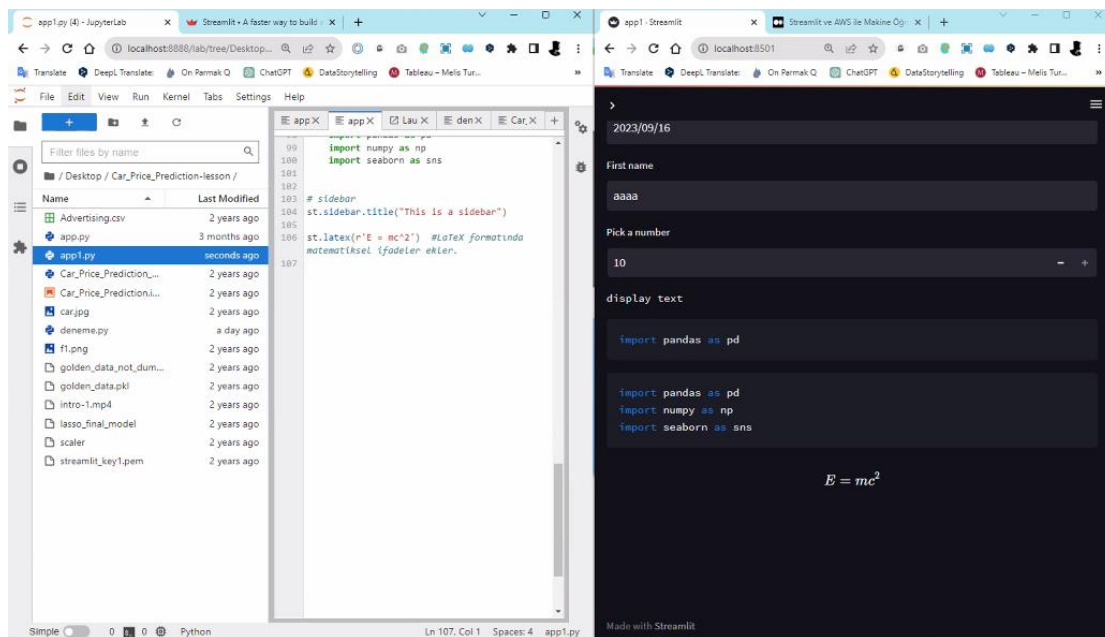 app1.py (4) - JupyterLab
Streamlit • A faster way to build
localhost:8888/lab/tree/Desktop...
Translate DeepL Translate: On Parmak Q ChatGPT DataStorytelling Tableau – Melis Tur...
File Edit View Run Kernel Tabs Settings Help
Filter files by name
/ Desktop / Car_Price_Prediction-lesson /
Name Last Modified
Advertising.csv 2 years ago
app.py 3 months ago
app1.py seconds ago
Car_Price_Prediction_... 2 years ago
Car_Price_Prediction.i... 2 years ago
car.jpg 2 years ago
deneme.py a day ago
f1.png 2 years ago
golden_data_not_dum... 2 years ago
golden_data.pkl 2 years ago
intro-1.mp4 2 years ago
lasso_final_model 2 years ago
scaler 2 years ago
streamlit_key1.pem 2 years ago
app app Lau den Car_
import pandas as pd
99 import numpy as np
100 import seaborn as sns
101
102
103 # sidebar
104 st.sidebar.title("This is a sidebar")
105
106 st.latex(r'E = mc^2') #LaTeX formatında
matematiksel ifadeler ekler.
107
Simple 0 0 Python Ln 107, Col 1 Spaces: 4 app1.py
app1 · Streamlit
Streamlit ve AWS ile Makine Öğr
localhost:8501
Translate DeepL Translate: On Parmak Q ChatGPT DataStorytelling Tableau – Melis Tur...
2023/09/16
First name
aaaa
Pick a number
10 - +
display text
import pandas as pd
import pandas as pd
import numpy as np
import seaborn as sns
E = mc²
Made with Streamlit